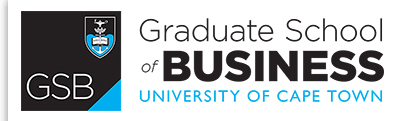 GSB
Graduate School
of BUSINESS
UNIVERSITY OF CAPE TOWN